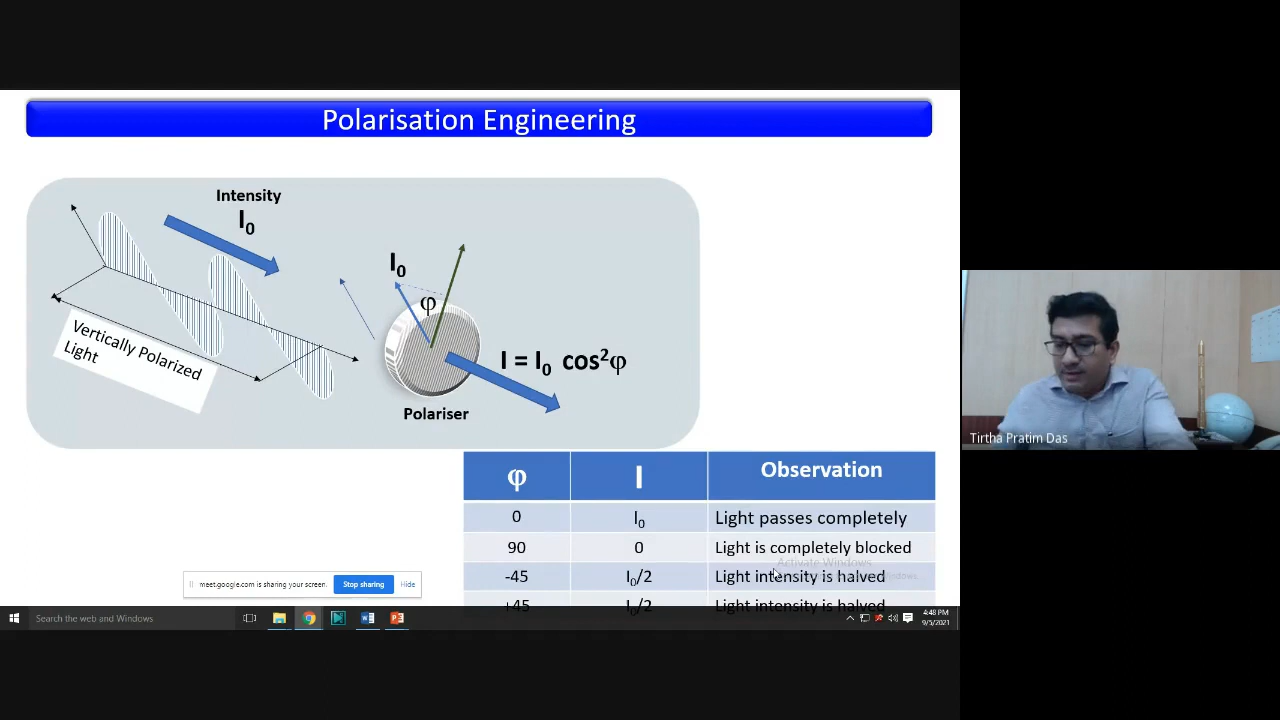 Polarisation Engineering
Intensity
I0
I0
φ
Vertically Polarized
Light
I = I0 cos²φ
Polariser
φ I Observation
0 I0 Light passes completely
90 0 Light is completely blocked
-45 I0/2 Light intensity is halved
+45 I0/2 Light intensity is halved
Activate Windows
meet.google.com is sharing your screen. Stop sharing Hide
Search the web and Windows
4:48 PM
9/5/2021
Tirtha Pratim Das